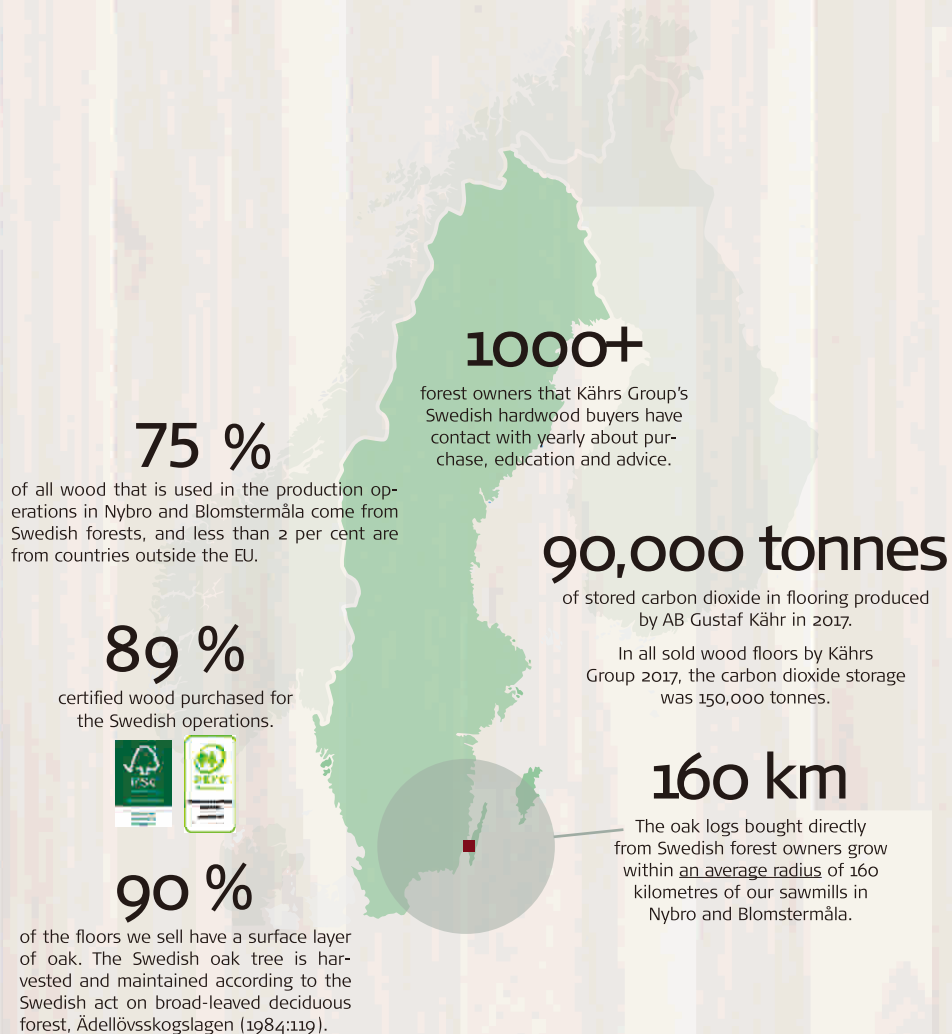 1000+
forest owners that Kährs Group's
Swedish hardwood buyers have
contact with yearly about pur-
chase, education and advice.
75 %
of all wood that is used in the production op-
erations in Nybro and Blomstermåla come from
Swedish forests, and less than 2 per cent are
from countries outside the EU.
90,000 tonnes
of stored carbon dioxide in flooring produced
by AB Gustaf Kähr in 2017.
In all sold wood floors by Kährs
Group 2017, the carbon dioxide storage
was 150,000 tonnes.
89 %
certified wood purchased for
the Swedish operations.
FSC
PEFC
160 km
The oak logs bought directly
from Swedish forest owners grow
within an average radius of 160
kilometres of our sawmills in
Nybro and Blomstermåla.
90 %
of the floors we sell have a surface layer
of oak. The Swedish oak tree is har-
vested and maintained according to the
Swedish act on broad-leaved deciduous
forest, Ädellövsskogslagen (1984:119).